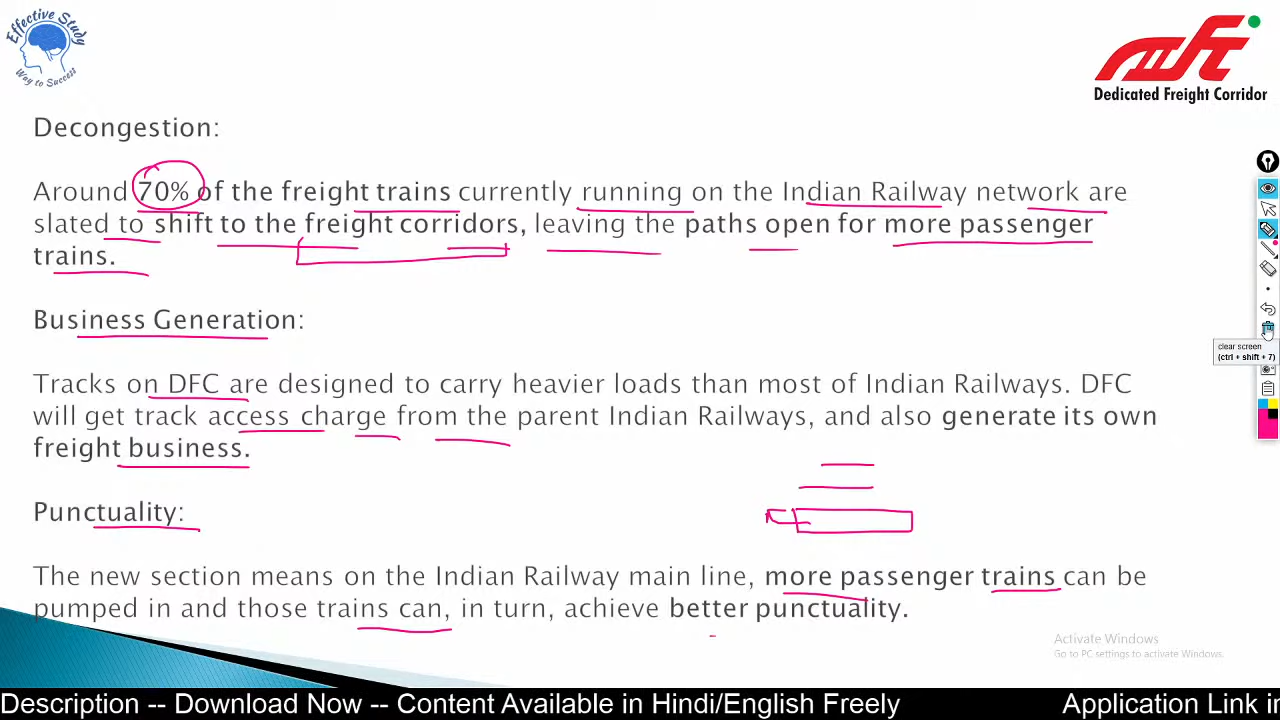 Effective Study
Way to Success
Dedicated Freight Corridor
Decongestion:
Around 70% of the freight trains currently running on the Indian Railway network are
slated to shift to the freight corridors, leaving the paths open for more passenger
trains.
Business Generation:
clear screen
(ctrl + shift + 7)
Tracks on DFC are designed to carry heavier loads than most of Indian Railways. DFC
will get track access charge from the parent Indian Railways, and also generate its own
freight business.
Punctuality:
The new section means on the Indian Railway main line, more passenger trains can be
pumped in and those trains can, in turn, achieve better punctuality.
Activate Windows
Go to PC settings to activate Windows.
Description -- Download Now -- Content Available in Hindi/English Freely
Application Link i